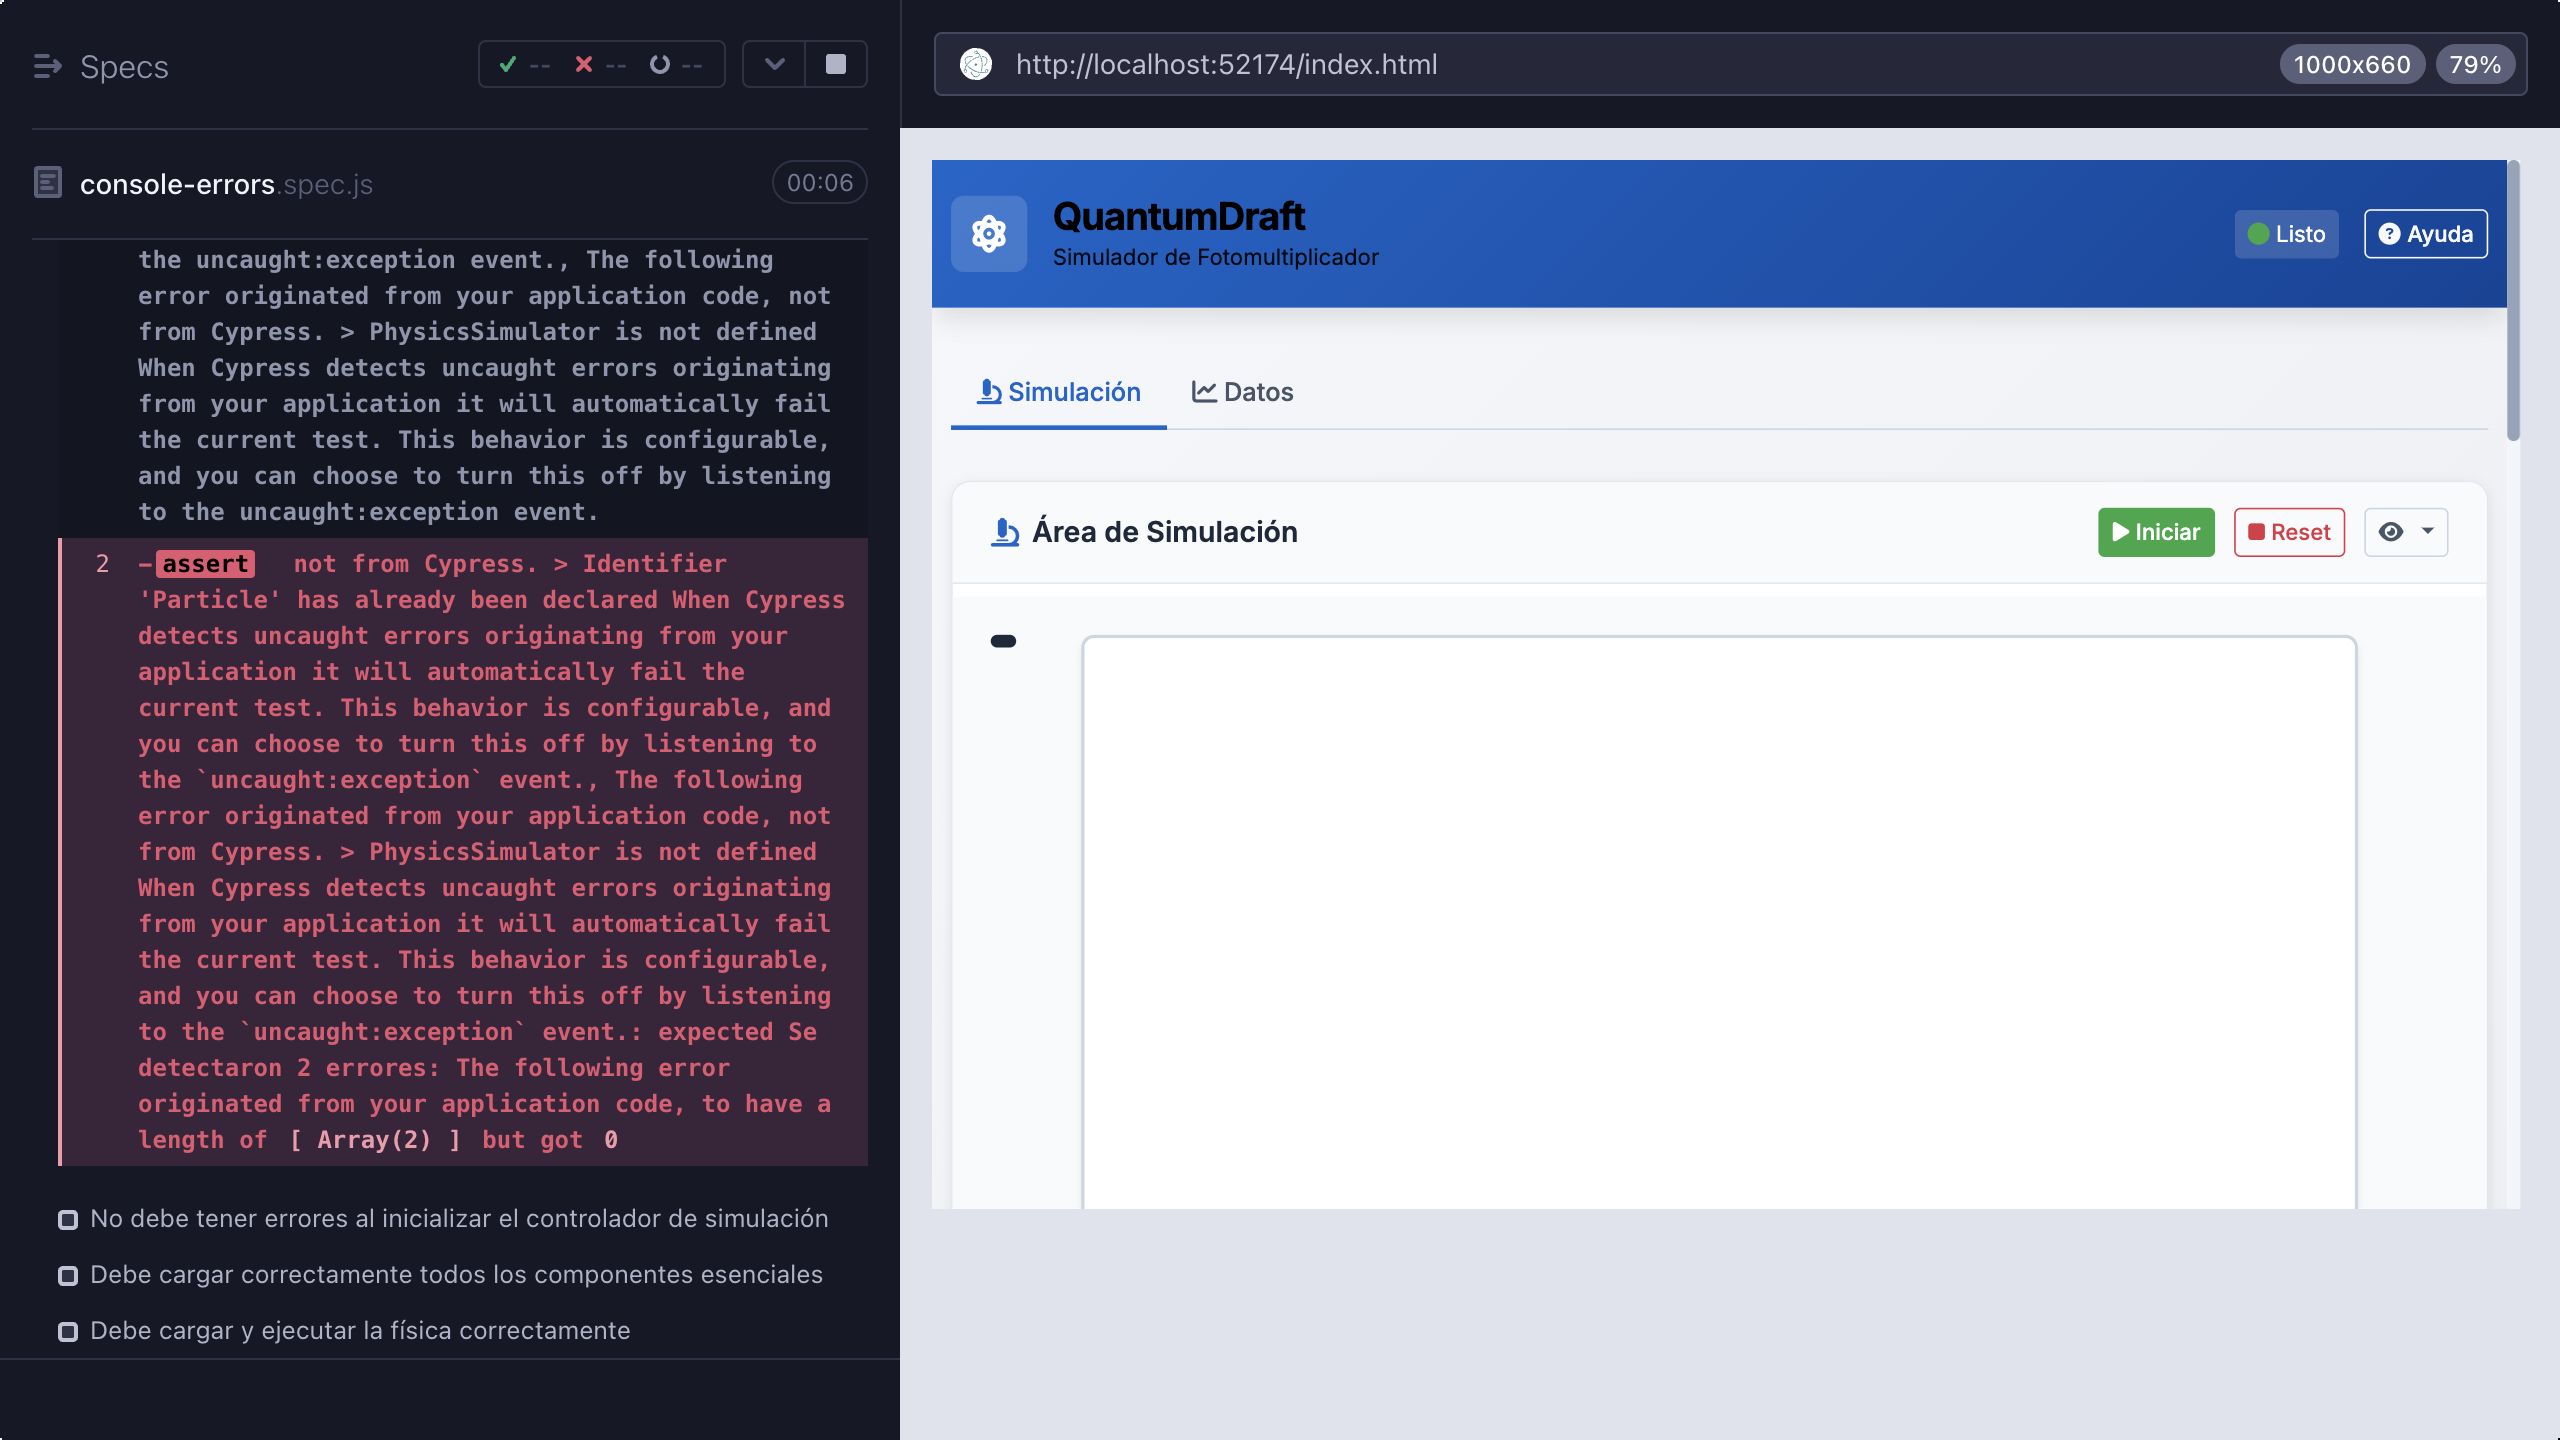 Specs
-- -- --
console-errors.spec.js
00:06
the uncaught:exception event., The following
error originated from your application code, not
from Cypress. > PhysicsSimulator is not defined
When Cypress detects uncaught errors originating
from your application it will automatically fail
the current test. This behavior is configurable,
and you can choose to turn this off by listening
to the uncaught:exception event.
2 -assert not from Cypress. > Identifier
'Particle' has already been declared When Cypress
detects uncaught errors originating from your
application it will automatically fail the
current test. This behavior is configurable, and
you can choose to turn this off by listening to
the `uncaught:exception` event., The following
error originated from your application code, not
from Cypress. > PhysicsSimulator is not defined
When Cypress detects uncaught errors originating
from your application it will automatically fail
the current test. This behavior is configurable,
and you can choose to turn this off by listening
to the `uncaught:exception` event.: expected Se
detectaron 2 errores: The following error
originated from your application code, to have a
length of [ Array(2) ] but got 0
No debe tener errores al inicializar el controlador de simulación
Debe cargar correctamente todos los componentes esenciales
Debe cargar y ejecutar la física correctamente
http://localhost:52174/index.html
1000x660
79%
QuantumDraft
Simulador de Fotomultiplicador
Listo
Ayuda
Simulación
Datos
Área de Simulación
Iniciar
Reset